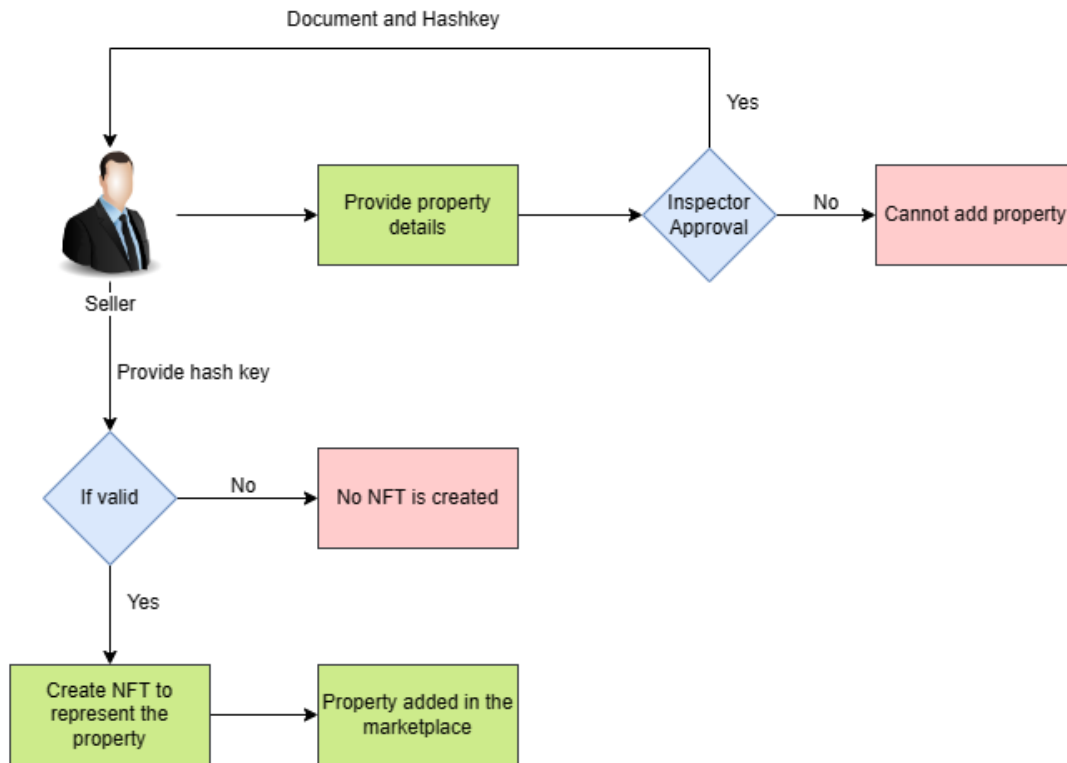 Document and Hashkey
Yes
Provide property
details
Inspector
Approval
No
Cannot add property
Seller
Provide hash key
If valid
No
No NFT is created
Yes
Create NFT to
represent the
property
Property added in the
marketplace